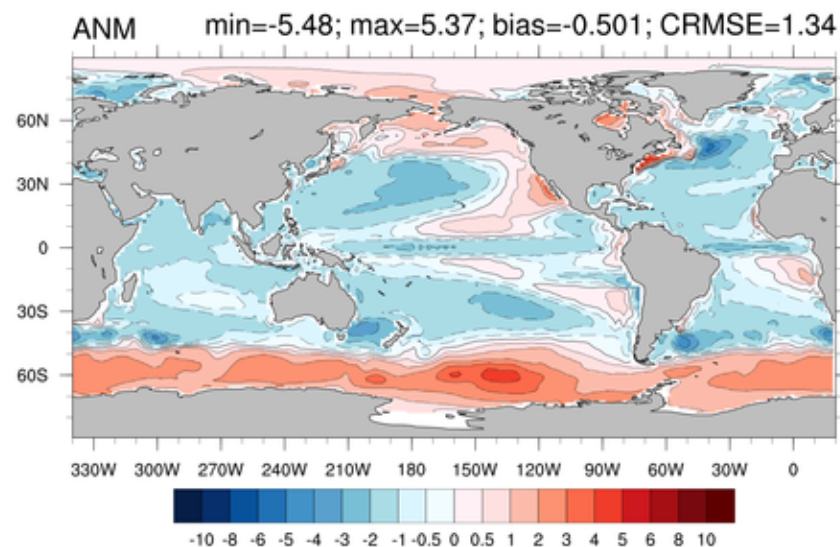 ANM min=-5.48; max=5.37; bias=-0.501; CRMSE=1.34
60N
30N
0
30S
60S
330W 300W 270W 240W 210W 180 150W 120W 90W 60W 30W 0
-10 -8 -6 -5 -4 -3 -2 -1 -0.5 0 0.5 1 2 3 4 5 6 8 10